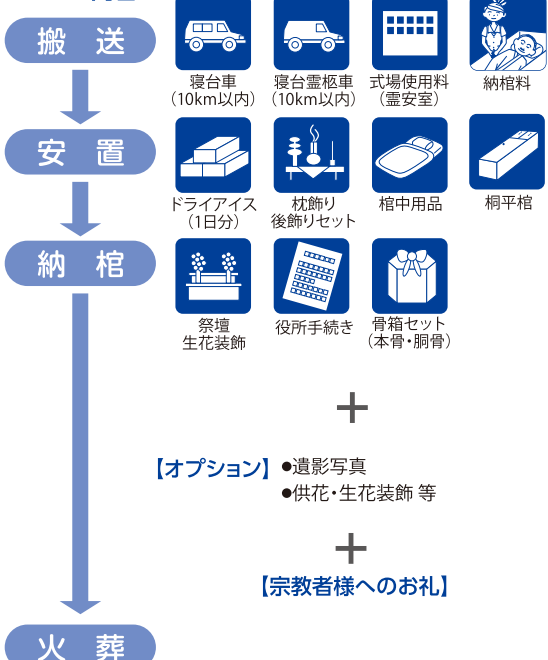 搬送
寝台車
（10km以内）
寝台霊柩車
（10km以内）
式場使用料
（霊安室）
納棺料
安置
ドライアイス
（1日分）
枕飾り
後飾りセット
棺中用品
桐平棺
納棺
祭壇
生花装飾
役所手続き
骨箱セット
（本骨・胴骨）
＋
【オプション】 ●遺影写真
●供花・生花装飾 等
＋
【宗教者様へのお礼】
火葬